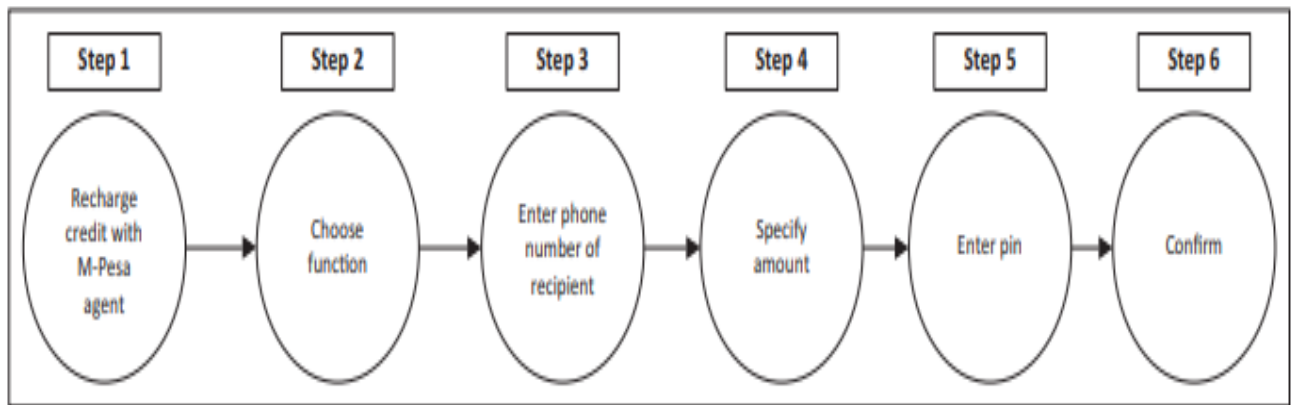 Step 1
Step 2
Step 3
Step 4
Step 5
Step 6
Recharge
credit with
M-Pesa
agent
Choose
function
Enter phone
number of
recipient
Specify
amount
Enter pin
Confirm